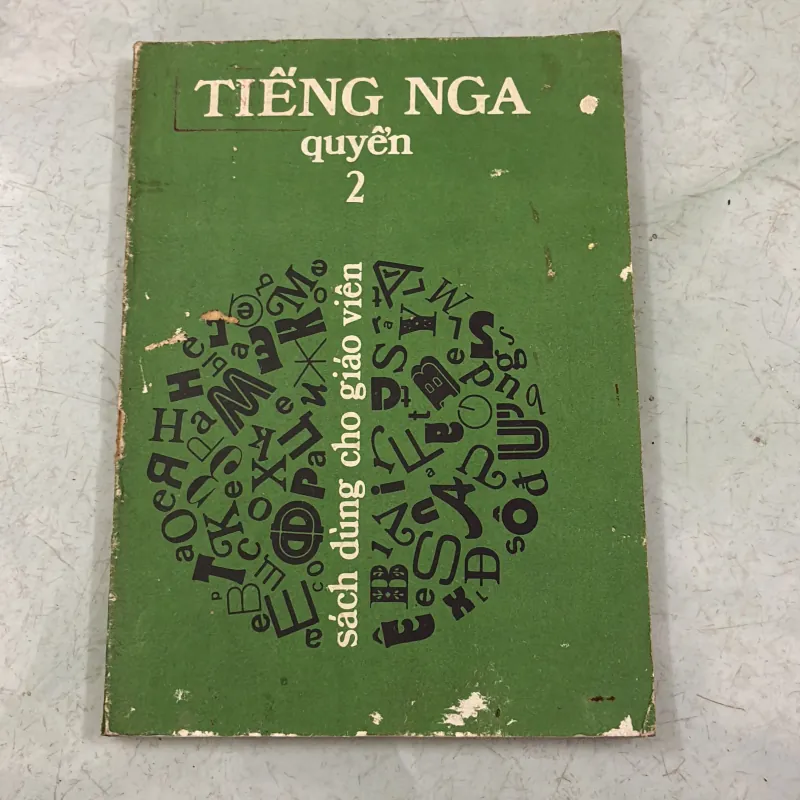 TIẾNG NGA
quyển
2
sách dùng cho giáo viên